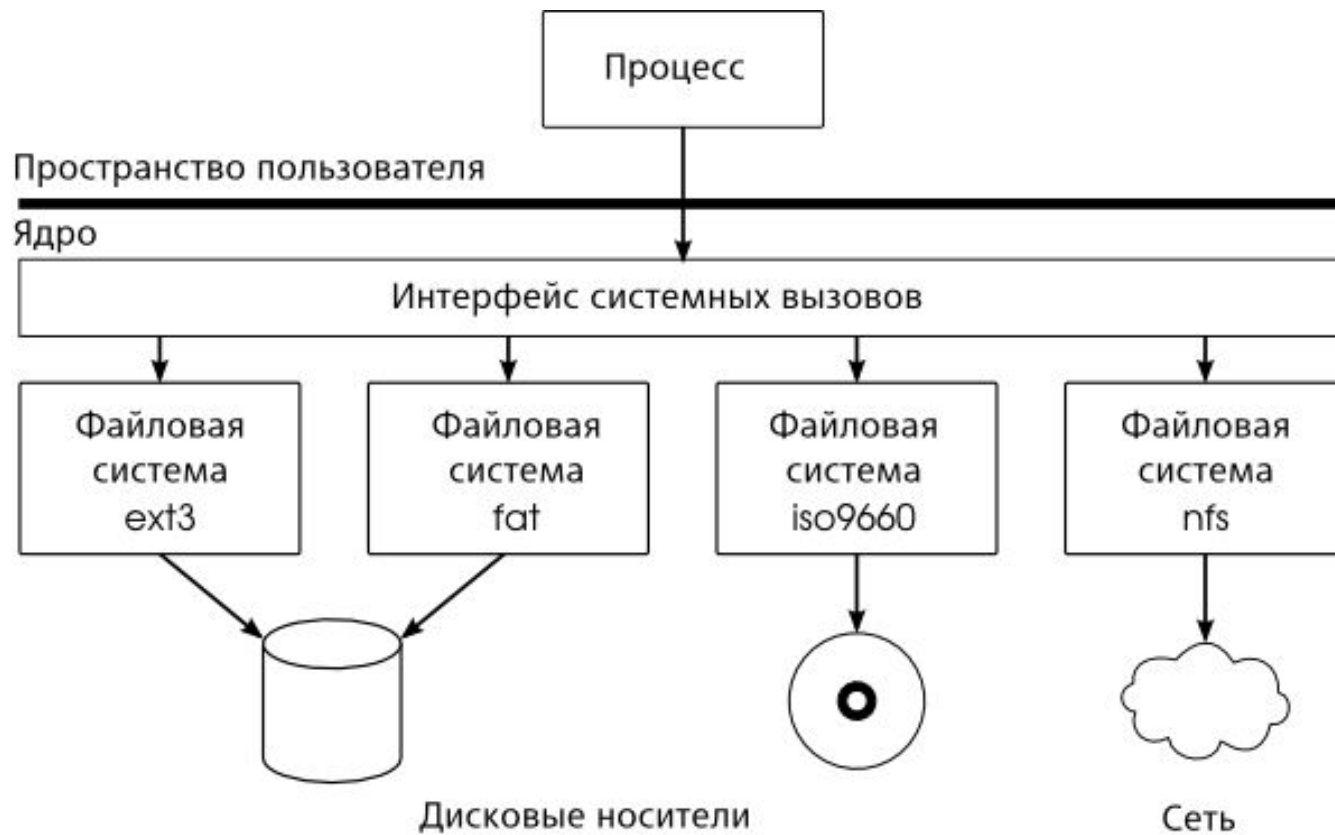 Процесс
Пространство пользователя
Ядро
Интерфейс системных вызовов
Файловая
система
ext3
Файловая
система
fat
Файловая
система
iso9660
Файловая
система
nfs
Дисковые носители
Сеть